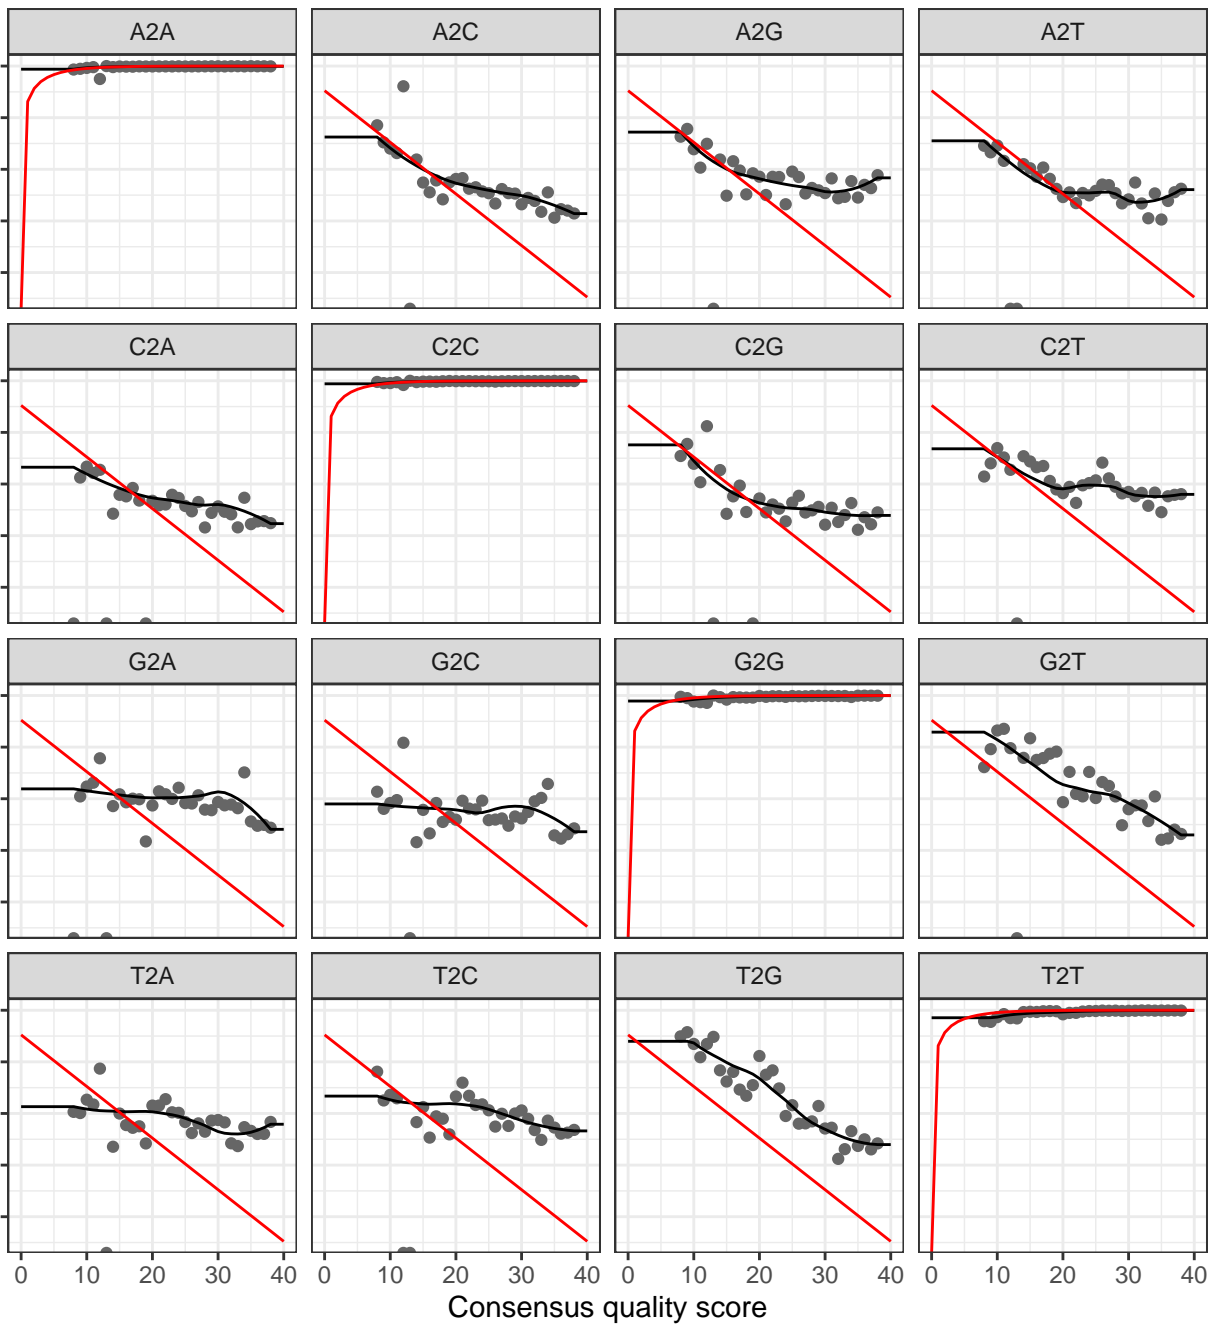 A2A A2C A2G A2T
C2A C2C C2G C2T
G2A G2C G2G G2T
T2A T2C T2G T2T
0 10 20 30 40 0 10 20 30 40 0 10 20 30 40 0 10 20 30 40
Consensus quality score